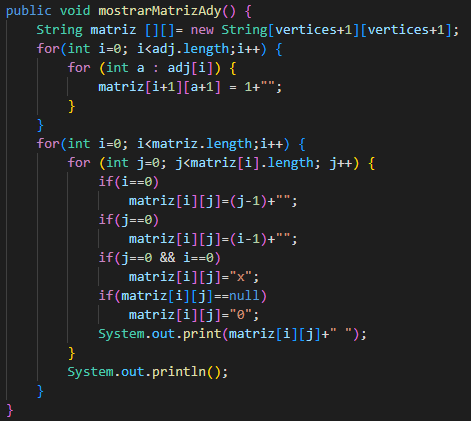 public void mostrarMatrizAdy() {
    String matriz [][]= new String[vertices+1][vertices+1];
    for(int i=0; i<adj.length;i++) {
        for (int a : adj[i]) {
            matriz[i+1][a+1] = 1+"";
        }
    }
    for(int i=0; i<matriz.length;i++) {
        for (int j=0; j<matriz[i].length; j++) {
            if(i==0)
                matriz[i][j]=(j-1)+"";
            if(j==0)
                matriz[i][j]=(i-1)+"";
            if(j==0 && i==0)
                matriz[i][j]="x";
            if(matriz[i][j]==null)
                matriz[i][j]="0";
            System.out.print(matriz[i][j]+" ");
        }
        System.out.println();
    }
}